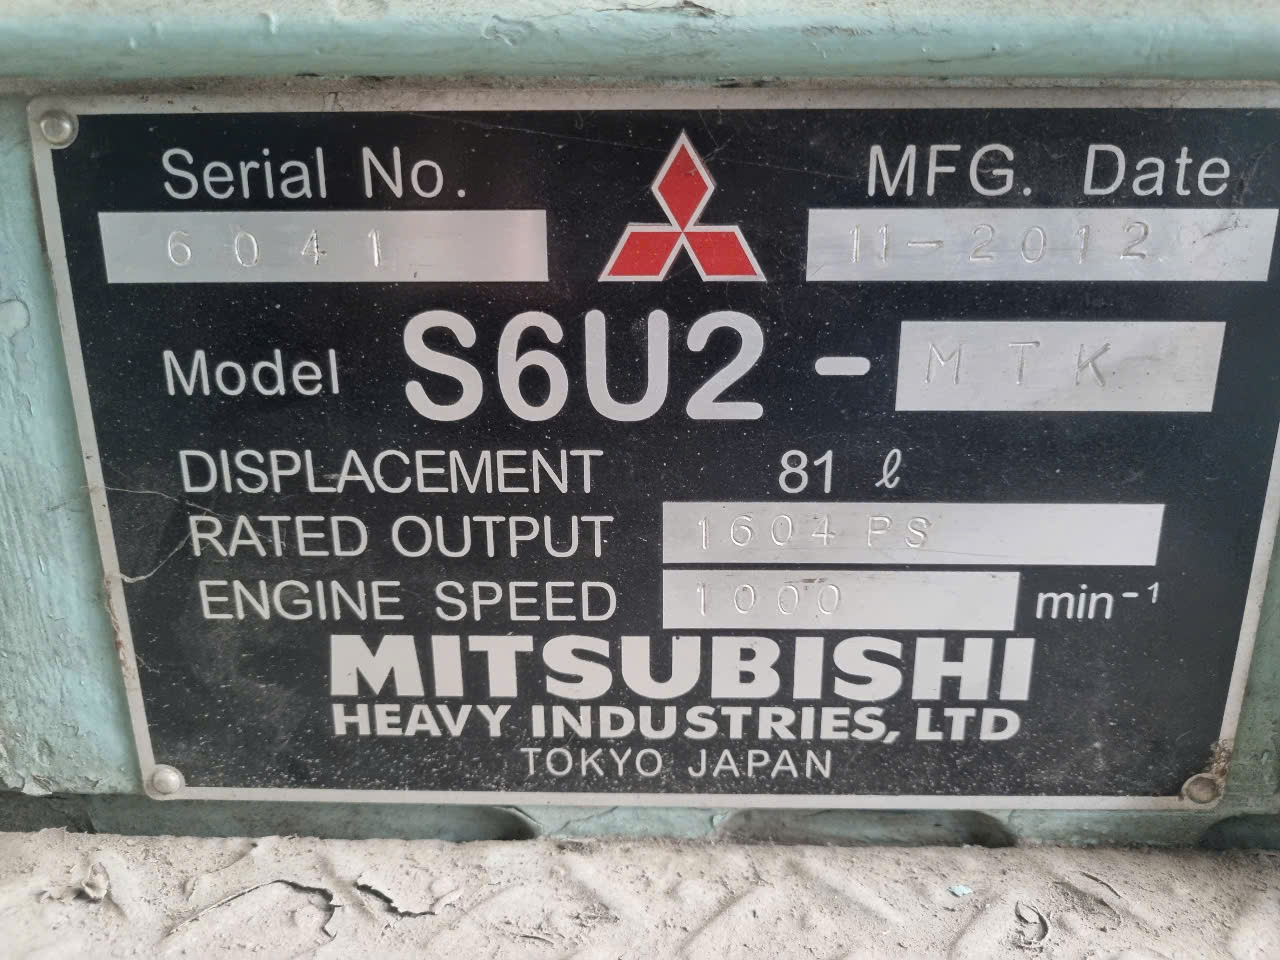 Serial No. MFG. Date
6041 11-2012
Model S6U2-MTK
DISPLACEMENT 81 ℓ
RATED OUTPUT 1604 PS
ENGINE SPEED 1000 min⁻¹
MITSUBISHI
HEAVY INDUSTRIES, LTD
TOKYO JAPAN